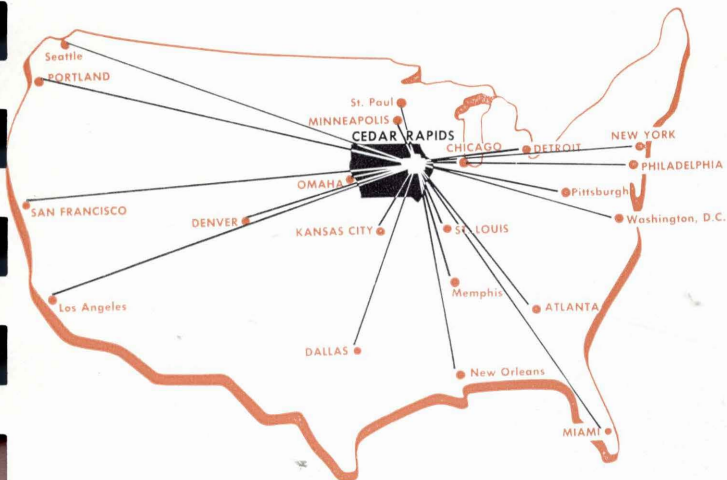 Seattle
PORTLAND
St. Paul
MINNEAPOLIS
CEDAR RAPIDS
CHICAGO
DETROIT
NEW YORK
PHILADELPHIA
OMAHA
Pittsburgh
SAN FRANCISCO
DENVER
KANSAS CITY
ST. LOUIS
Washington, D.C.
Los Angeles
Memphis
ATLANTA
DALLAS
New Orleans
MIAMI